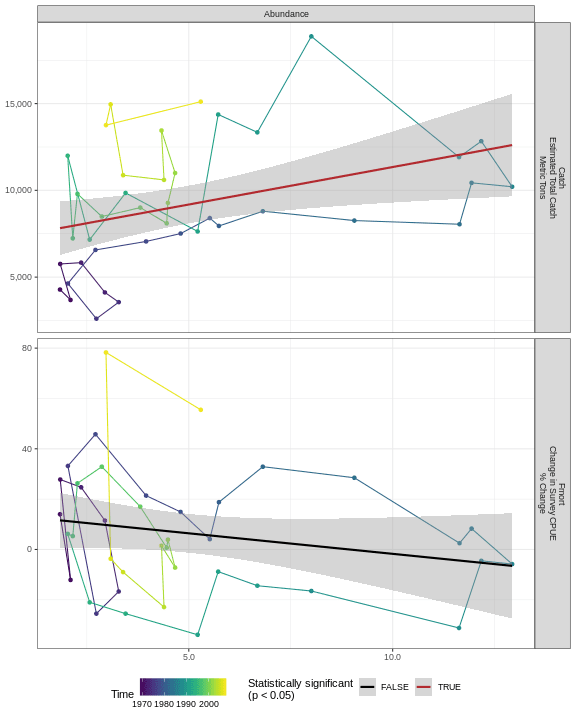 Abundance
15,000
10,000
5,000
Catch
Estimated Total Catch
Metric Tons
80
40
0
Fmort
Change in Survey CPUE
% Change
5.0
10.0
Time
1970 1980 1990 2000
Statistically significant
(p < 0.05)
FALSE
TRUE